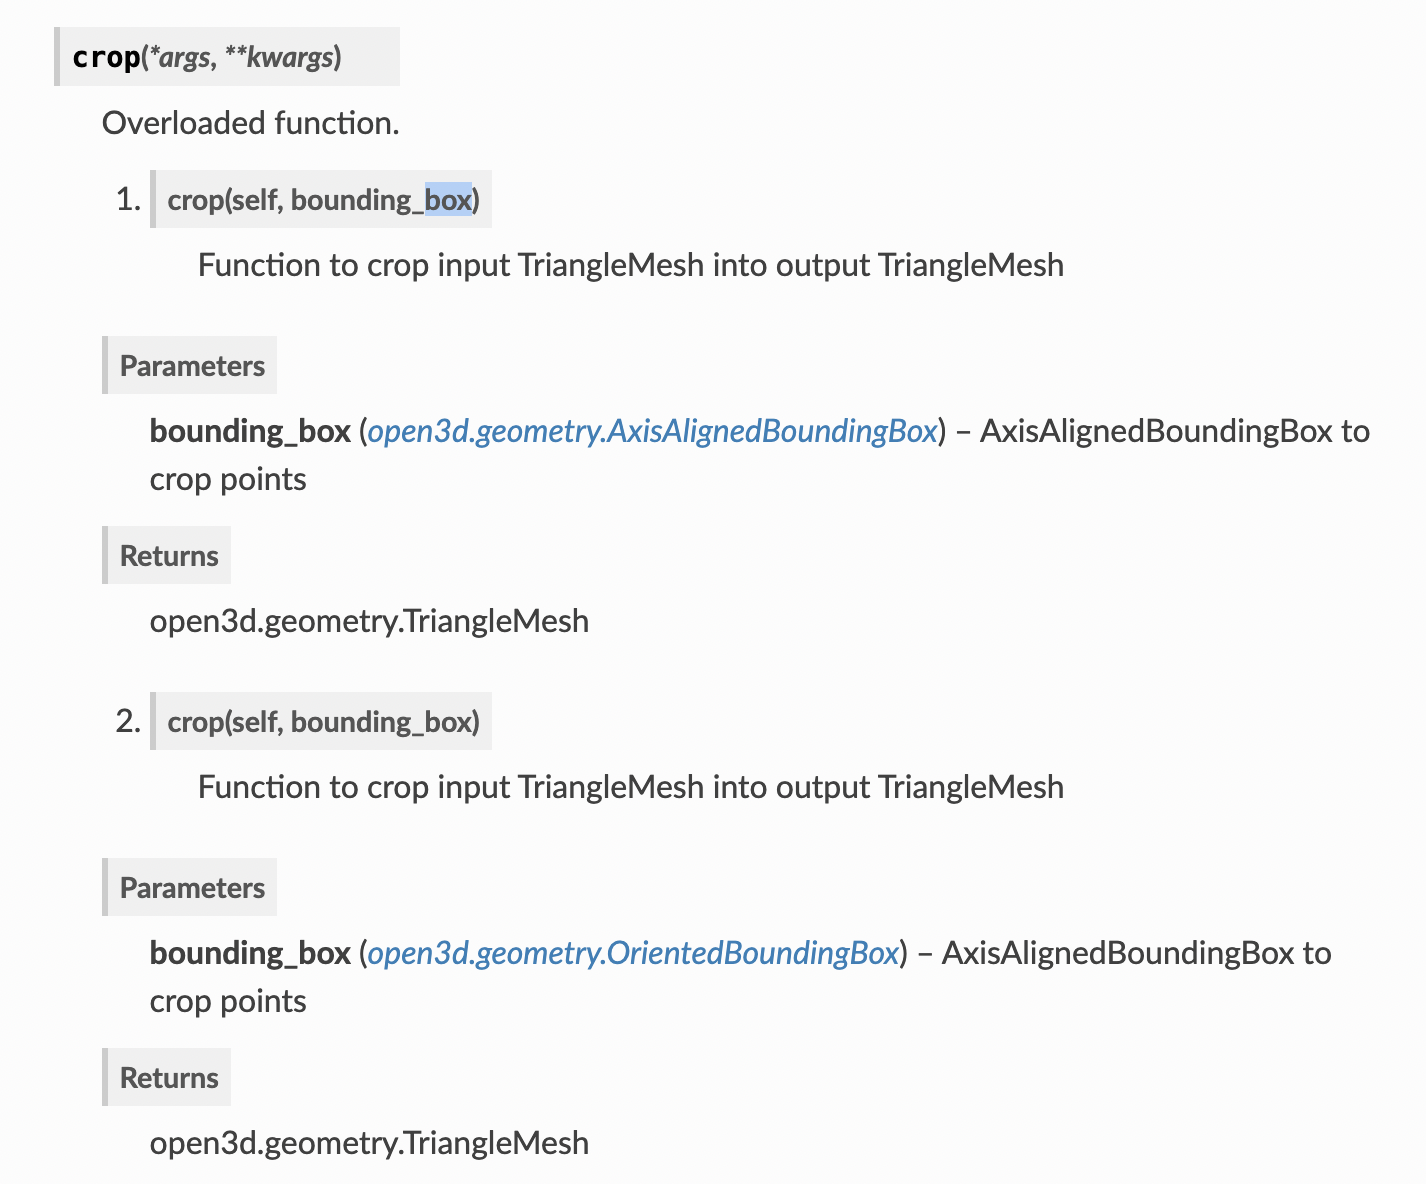 crop(*args, **kwargs)
Overloaded function.
1. crop(self, bounding_box)
Function to crop input TriangleMesh into output TriangleMesh
Parameters
bounding_box (open3d.geometry.AxisAlignedBoundingBox) – AxisAlignedBoundingBox to
crop points
Returns
open3d.geometry.TriangleMesh
2. crop(self, bounding_box)
Function to crop input TriangleMesh into output TriangleMesh
Parameters
bounding_box (open3d.geometry.OrientedBoundingBox) – AxisAlignedBoundingBox to
crop points
Returns
open3d.geometry.TriangleMesh